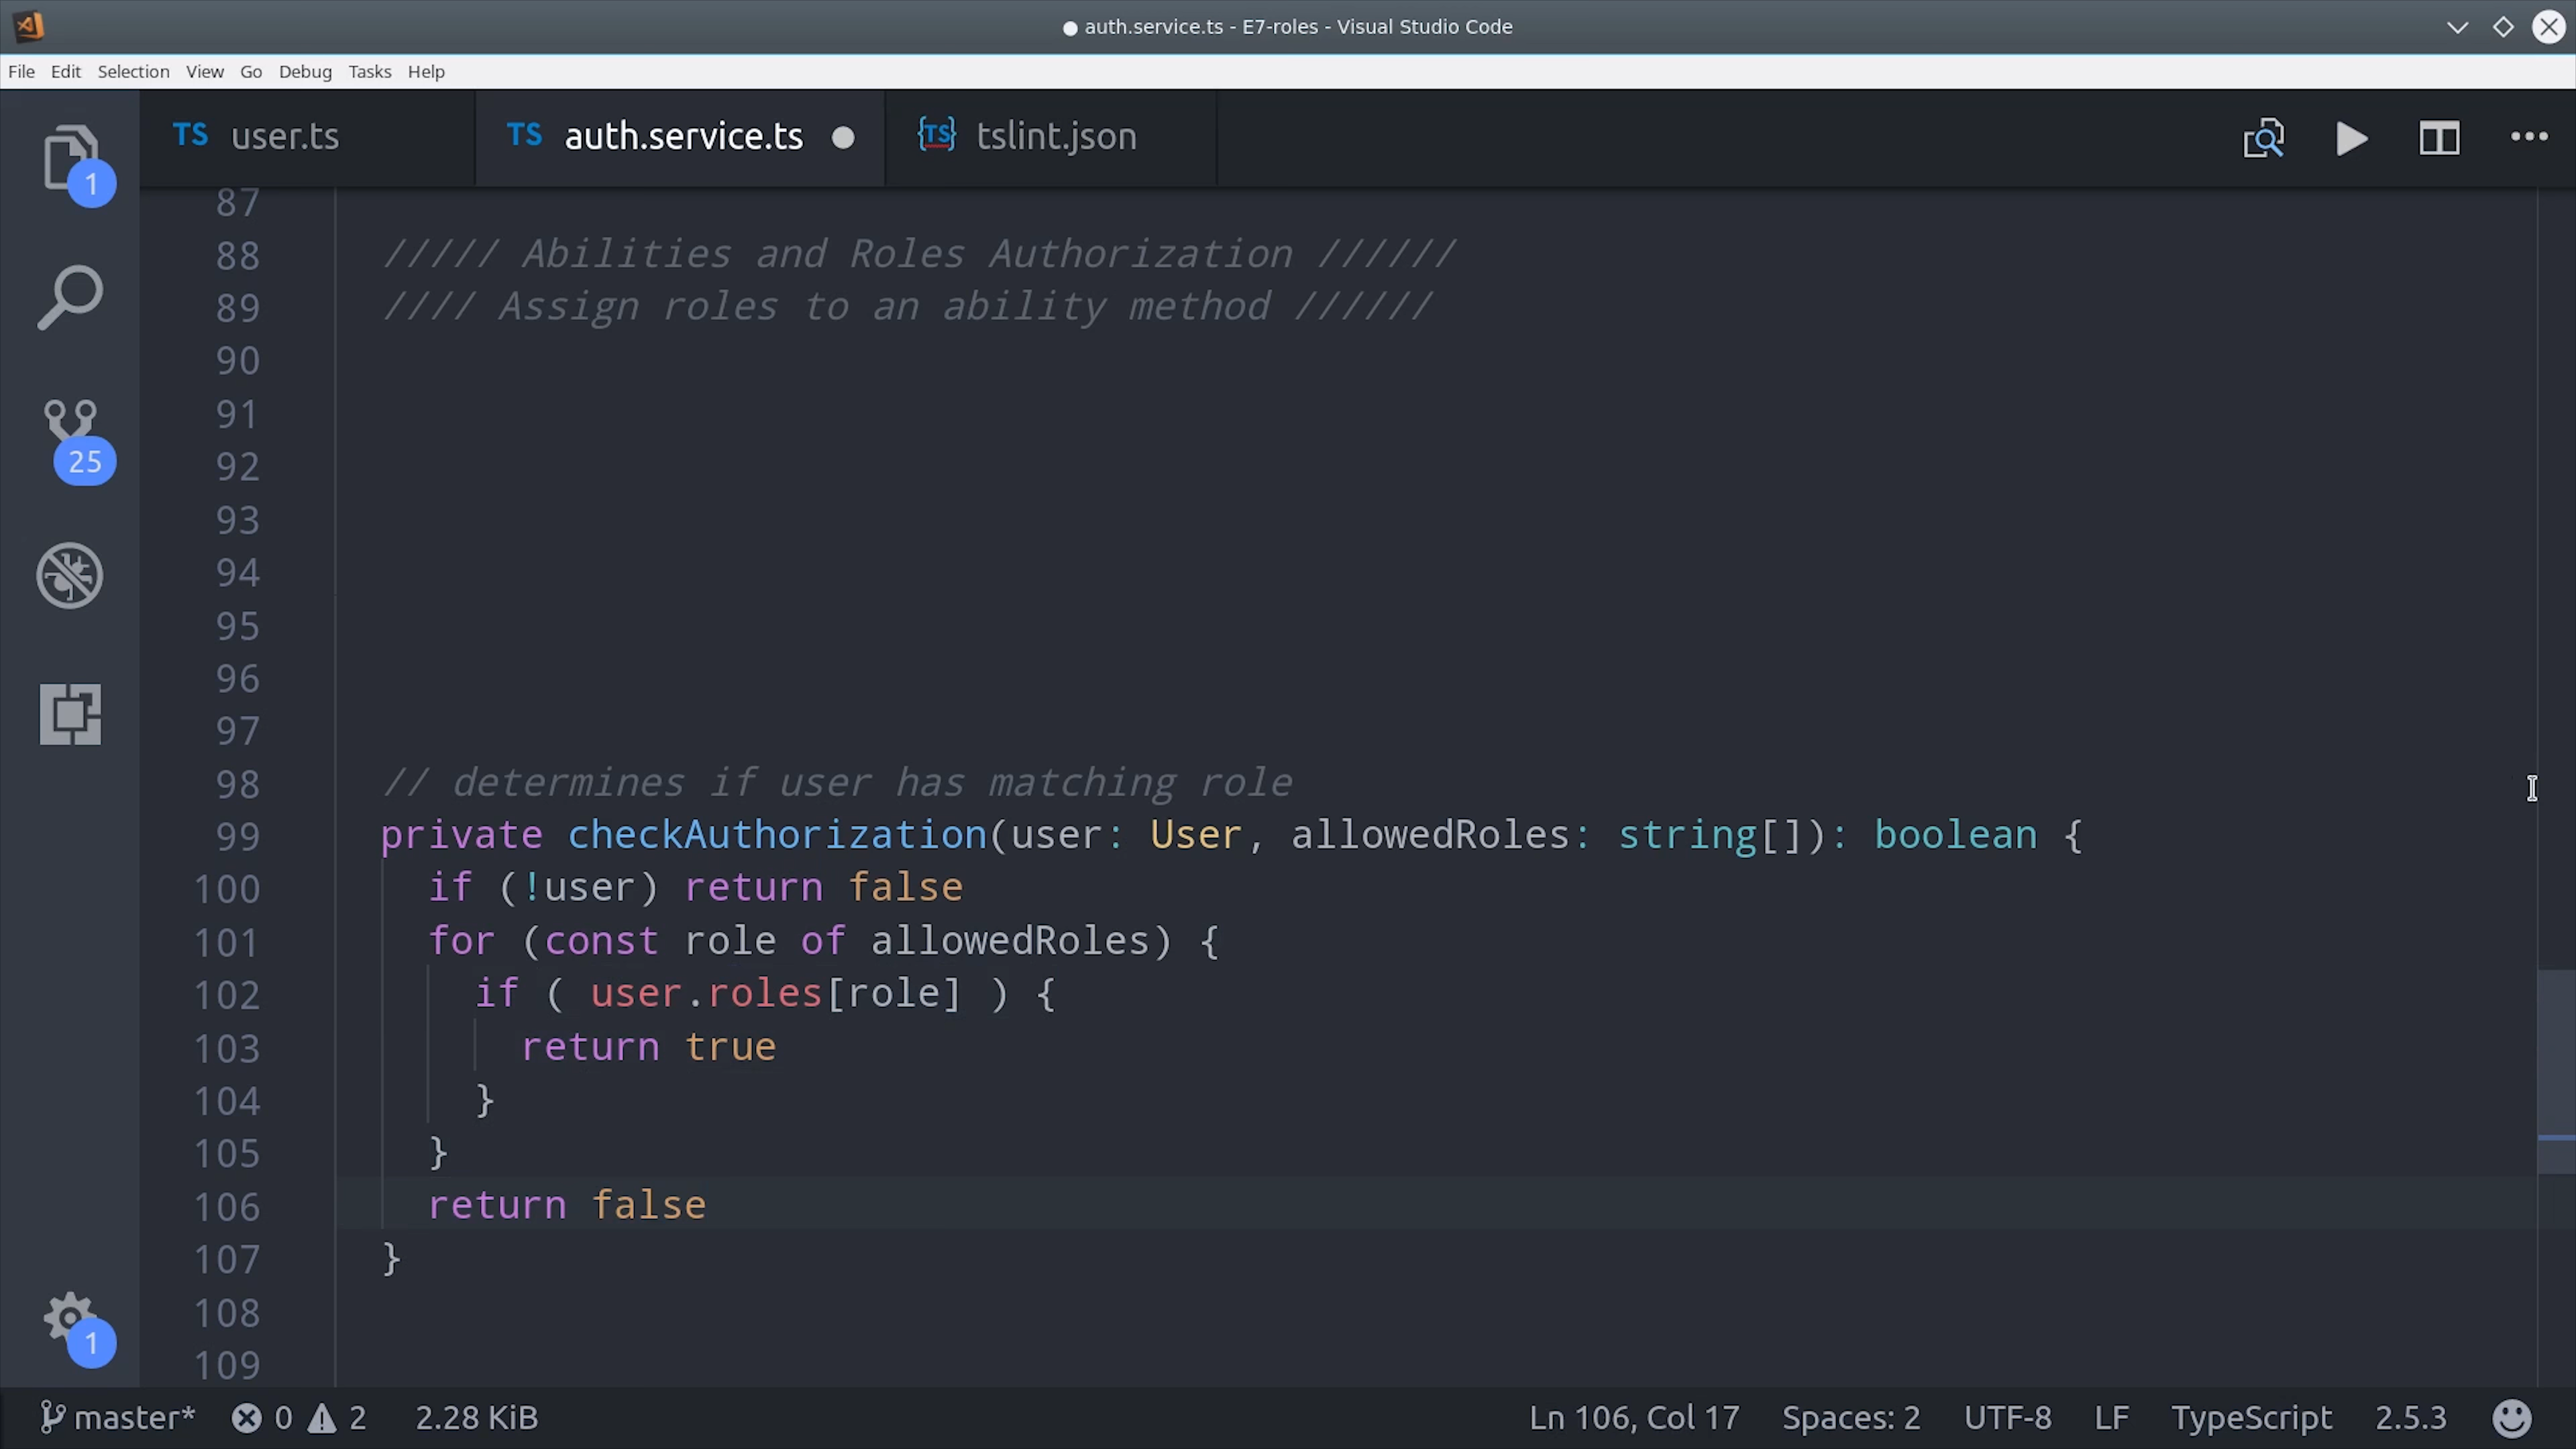 auth.service.ts - E7-roles - Visual Studio Code
File Edit Selection View Go Debug Tasks Help
TS user.ts TS auth.service.ts TS tslint.json
1
25
1
87
88 ///// Abilities and Roles Authorization //////
89 //// Assign roles to an ability method //////
90
91
92
93
94
95
96
97
98 // determines if user has matching role
99 private checkAuthorization(user: User, allowedRoles: string[]): boolean {
100 if (!user) return false
101 for (const role of allowedRoles) {
102 if ( user.roles[role] ) {
103 return true
104 }
105 }
106 return false
107 }
108
109
master* 0 2 2.28 KiB Ln 106, Col 17 Spaces: 2 UTF-8 LF TypeScript 2.5.3